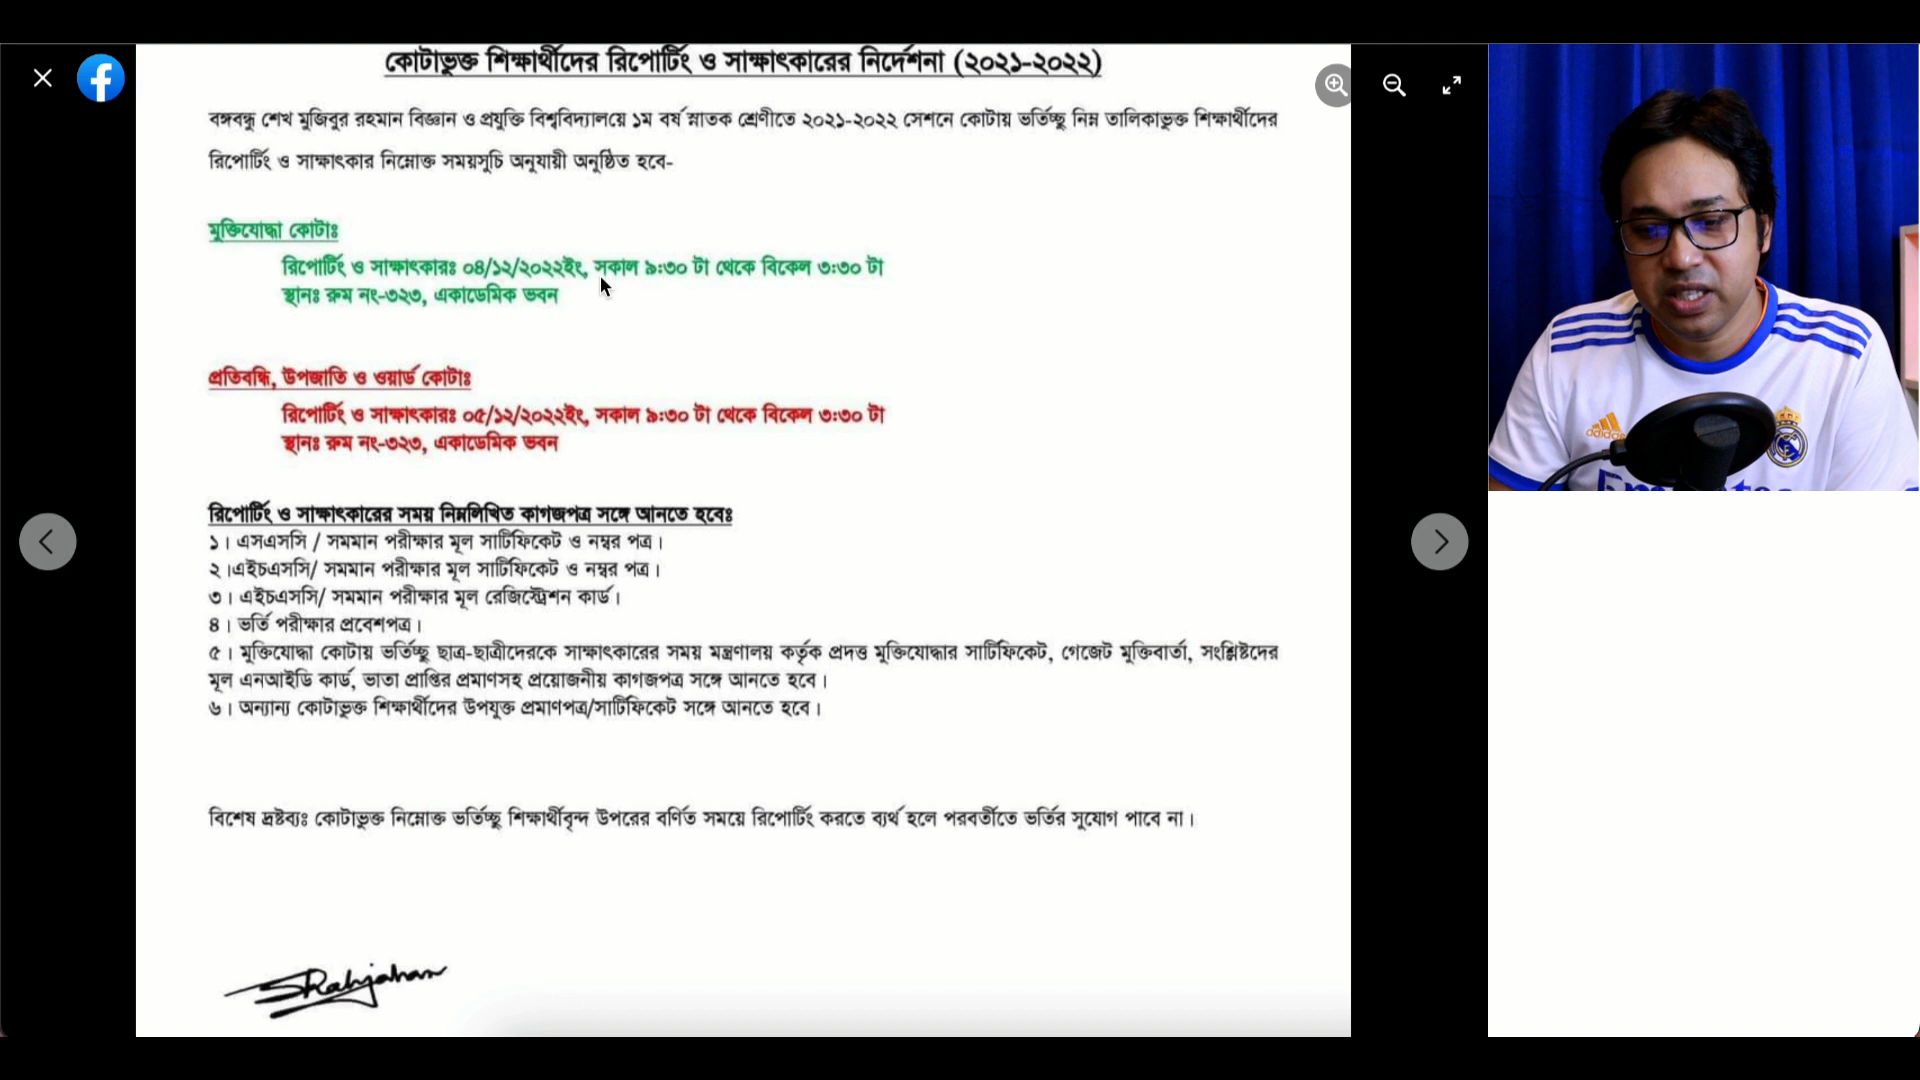 কোটাভুক্ত শিক্ষার্থীদের রিপোর্টিং ও সাক্ষাৎকারের নির্দেশনা (২০২১-২০২২)
বঙ্গবন্ধু শেখ মুজিবুর রহমান বিজ্ঞান ও প্রযুক্তি বিশ্ববিদ্যালয়ে ১ম বর্ষ স্নাতক শ্রেণীতে ২০২১-২০২২ সেশনে কোটায় ভর্তিচ্ছু নিম্ন তালিকাভুক্ত শিক্ষার্থীদের
রিপোর্টিং ও সাক্ষাৎকার নিম্নোক্ত সময়সুচি অনুযায়ী অনুষ্ঠিত হবে-
মুক্তিযোদ্ধা কোটাঃ
রিপোর্টিং ও সাক্ষাৎকারঃ ০৪/১২/২০২২ইং, সকাল ৯:৩০ টা থেকে বিকেল ৩:৩০ টা
স্থানঃ রুম নং-৩২৩, একাডেমিক ভবন
প্রতিবন্ধি, উপজাতি ও ওয়ার্ড কোটাঃ
রিপোর্টিং ও সাক্ষাৎকারঃ ০৫/১২/২০২২ইং, সকাল ৯:৩০ টা থেকে বিকেল ৩:৩০ টা
স্থানঃ রুম নং-৩২৩, একাডেমিক ভবন
রিপোর্টিং ও সাক্ষাৎকারের সময় নিম্নলিখিত কাগজপত্র সঙ্গে আনতে হবেঃ
১। এসএসসি / সমমান পরীক্ষার মূল সার্টিফিকেট ও নম্বর পত্র।
২।এইচএসসি/ সমমান পরীক্ষার মূল সার্টিফিকেট ও নম্বর পত্র।
৩। এইচএসসি/ সমমান পরীক্ষার মূল রেজিস্ট্রেশন কার্ড।
৪। ভর্তি পরীক্ষার প্রবেশপত্র।
৫। মুক্তিযোদ্ধা কোটায় ভর্তিচ্ছু ছাত্র-ছাত্রীদেরকে সাক্ষাৎকারের সময় মন্ত্রণালয় কর্তৃক প্রদত্ত মুক্তিযোদ্ধার সার্টিফিকেট, গেজেট মুক্তিবার্তা, সংশ্লিষ্টদের
মূল এনআইডি কার্ড, ভাতা প্রাপ্তির প্রমাণসহ প্রয়োজনীয় কাগজপত্র সঙ্গে আনতে হবে।
৬। অন্যান্য কোটাভুক্ত শিক্ষার্থীদের উপযুক্ত প্রমাণপত্র/সার্টিফিকেট সঙ্গে আনতে হবে।
বিশেষ দ্রষ্টব্যঃ কোটাভুক্ত নিম্নোক্ত ভর্তিচ্ছু শিক্ষার্থীবৃন্দ উপরের বর্ণিত সময়ে রিপোর্টিং করতে ব্যর্থ হলে পরবর্তীতে ভর্তির সুযোগ পাবে না।
adidas